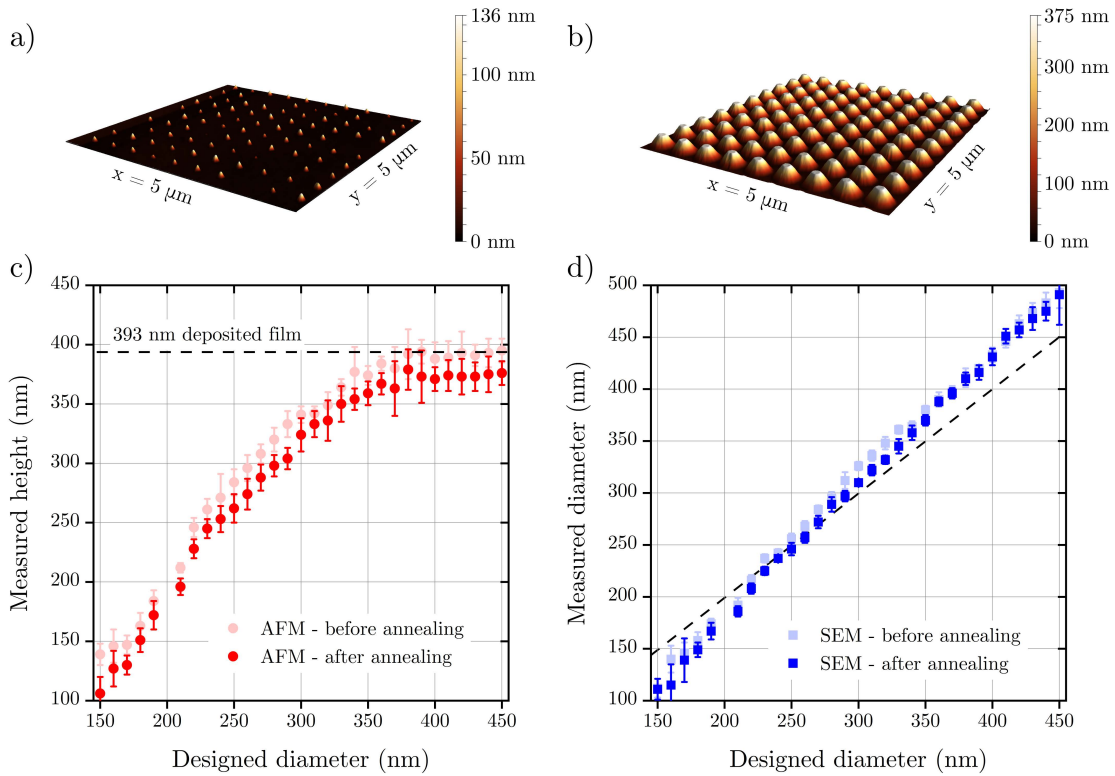 a)
136 nm
100 nm
50 nm
0 nm
x = 5 µm
y = 5 µm
b)
375 nm
300 nm
200 nm
100 nm
0 nm
x = 5 µm
y = 5 µm
c)
450
400
350
300
250
200
150
100
Measured height (nm)
393 nm deposited film
AFM - before annealing
AFM - after annealing
150 200 250 300 350 400 450
Designed diameter (nm)
d)
500
450
400
350
300
250
200
150
100
Measured diameter (nm)
SEM - before annealing
SEM - after annealing
150 200 250 300 350 400 450
Designed diameter (nm)